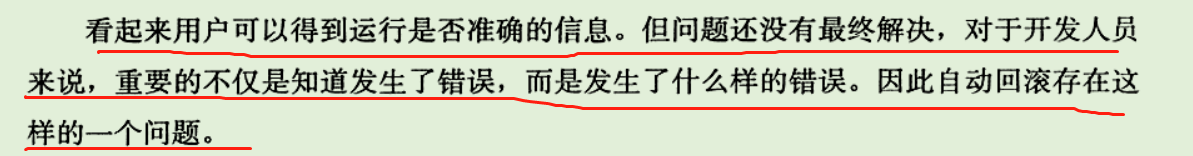 看起来用户可以得到运行是否准确的信息。但问题还没有最终解决，对于开发人员
来说，重要的不仅是知道发生了错误，而是发生了什么样的错误。因此自动回滚存在这
样的一个问题。